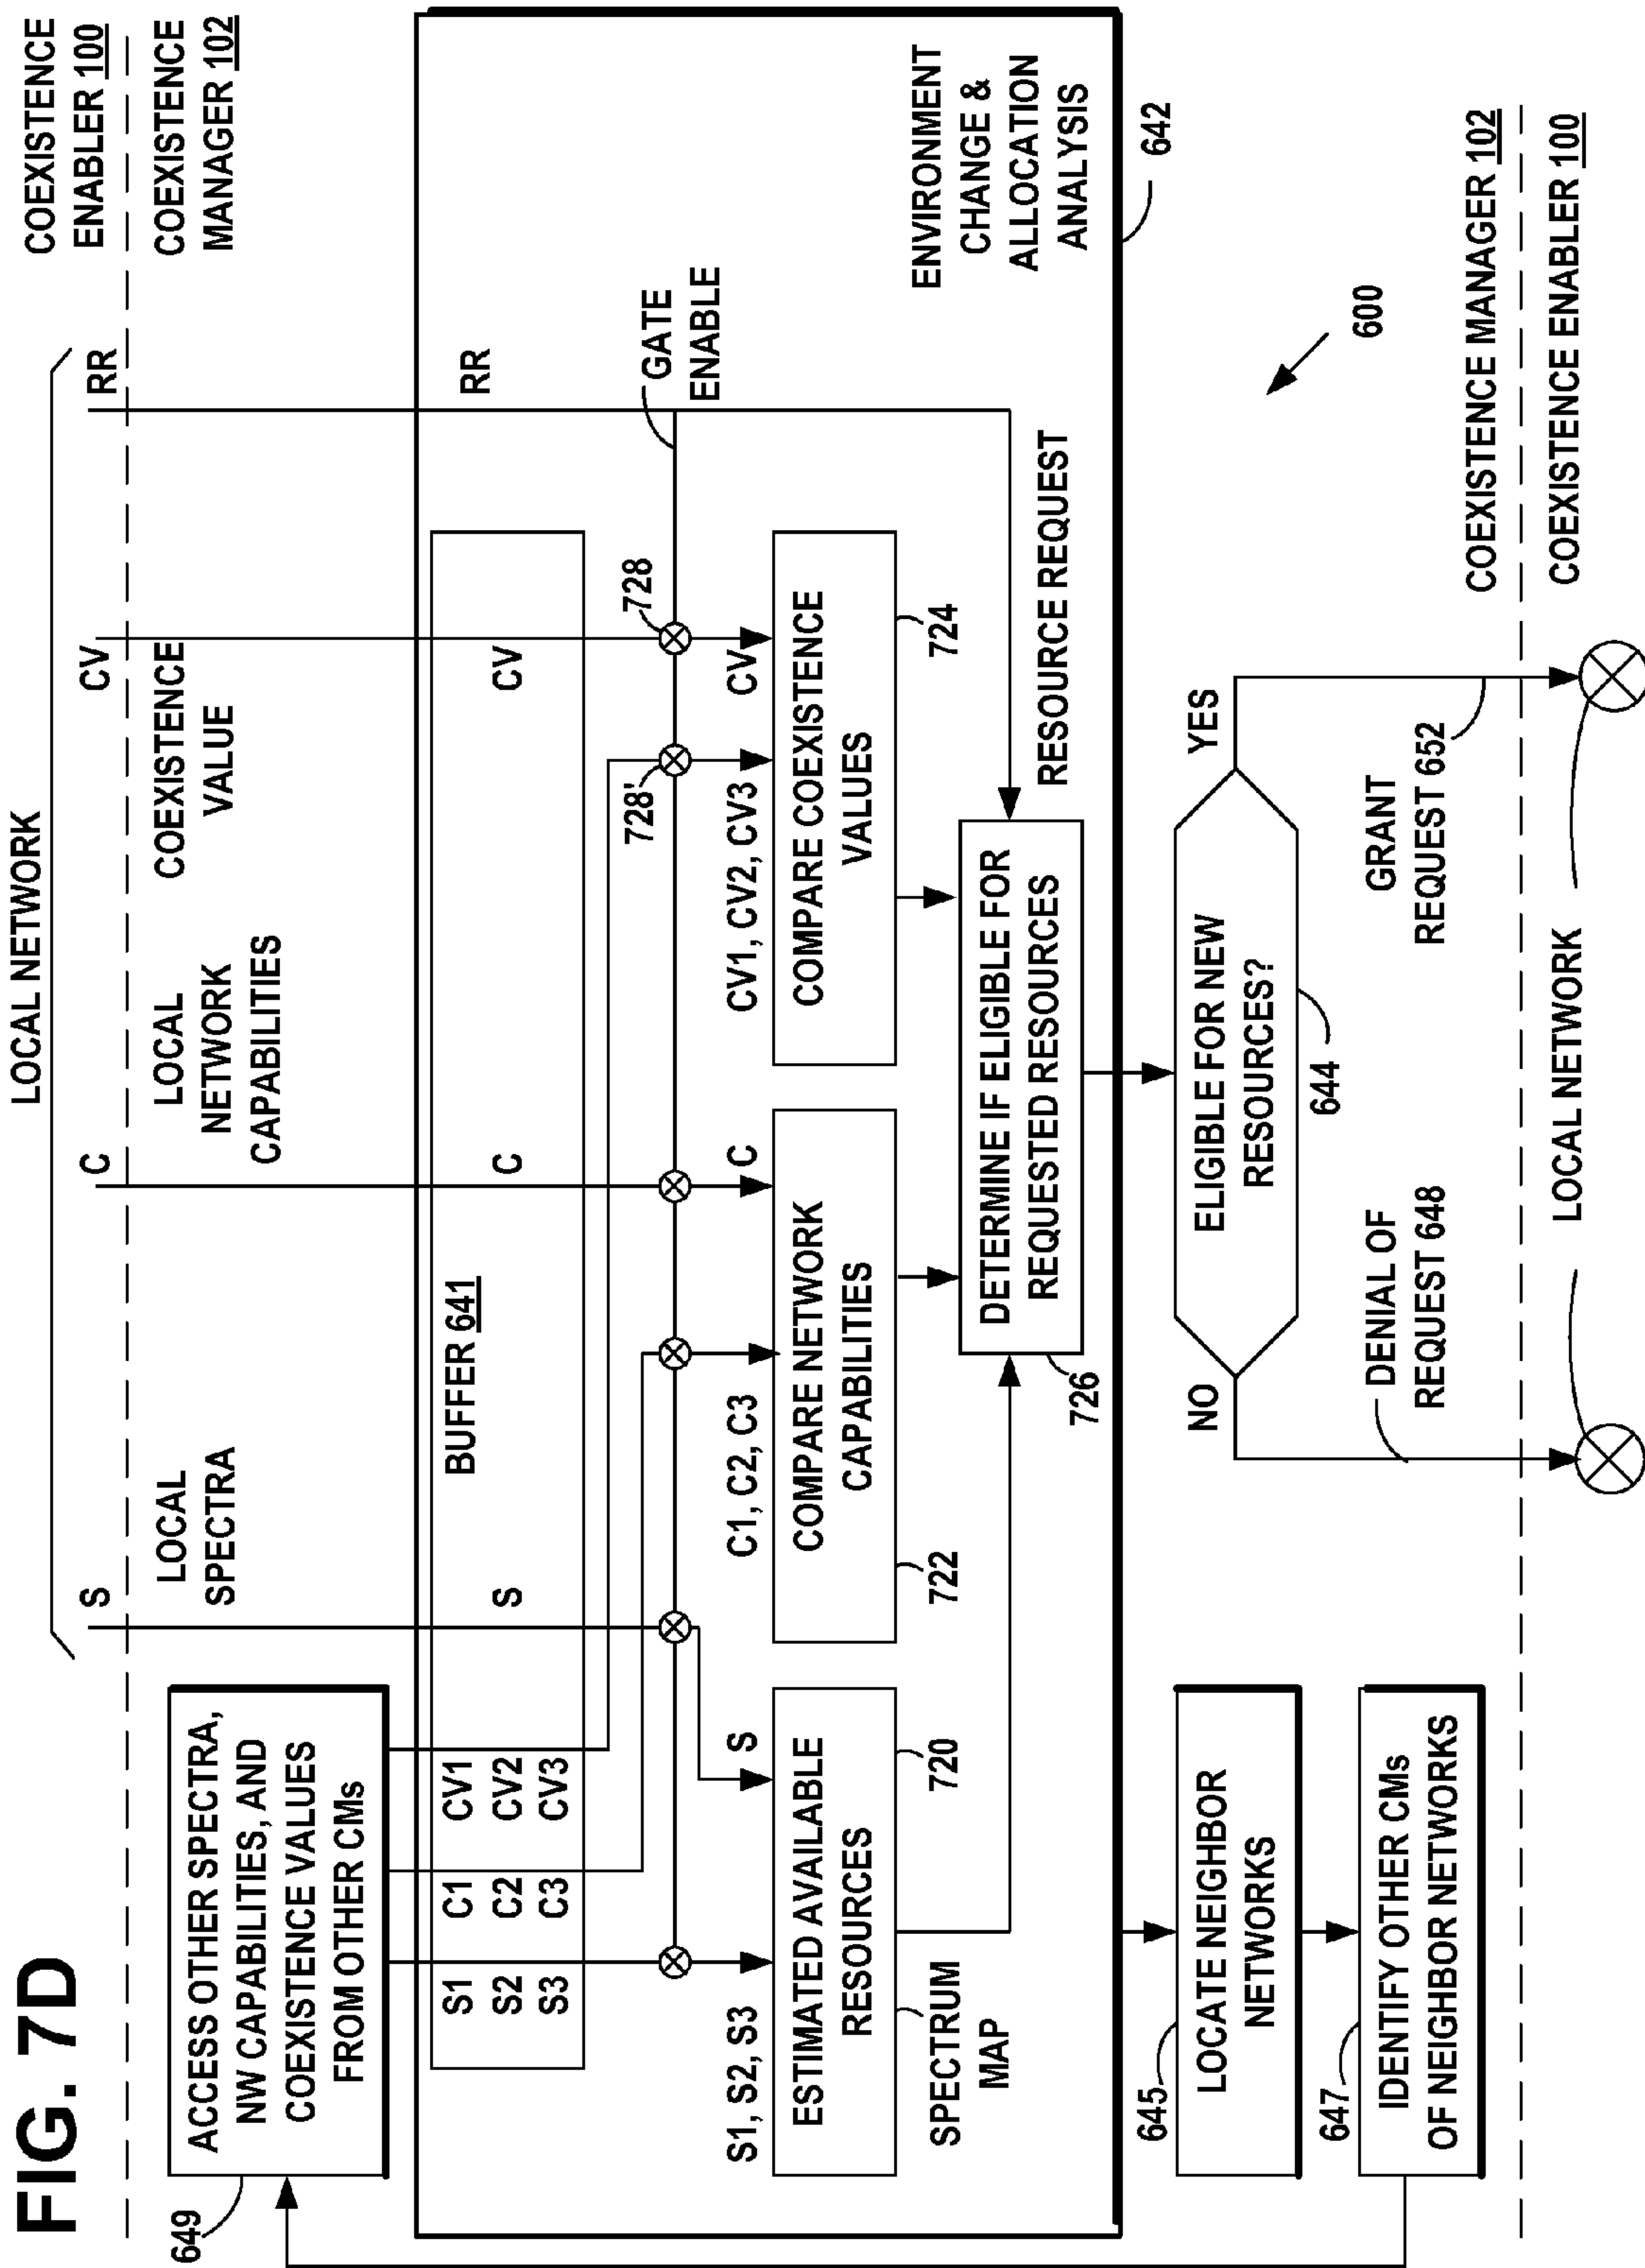 FIG. 7D
LOCAL NETWORK
COEXISTENCE
ENABLER 100
S
C
CV
RR
COEXISTENCE
MANAGER 102
649
ACCESS OTHER SPECTRA,
NW CAPABILITIES, AND
COEXISTENCE VALUES
FROM OTHER CMs
LOCAL
SPECTRA
LOCAL
NETWORK
CAPABILITIES
COEXISTENCE
VALUE
BUFFER 641
S1
C1
CV1
S2
C2
CV2
S3
C3
CV3
S
C
CV
RR
GATE
ENABLE
728'
728
S1, S2, S3
S
C1, C2, C3
C
CV1, CV2, CV3
CV
ESTIMATED AVAILABLE
RESOURCES
COMPARE NETWORK
CAPABILITIES
COMPARE COEXISTENCE
VALUES
SPECTRUM
MAP
720
722
724
ENVIRONMENT
CHANGE &
ALLOCATION
ANALYSIS
642
DETERMINE IF ELIGIBLE FOR
REQUESTED RESOURCES
726
RESOURCE REQUEST
645
LOCATE NEIGHBOR
NETWORKS
NO
ELIGIBLE FOR NEW
RESOURCES?
YES
644
600
647
IDENTIFY OTHER CMs
OF NEIGHBOR NETWORKS
DENIAL OF
REQUEST 648
GRANT
REQUEST 652
COEXISTENCE MANAGER 102
COEXISTENCE ENABLER 100
LOCAL NETWORK